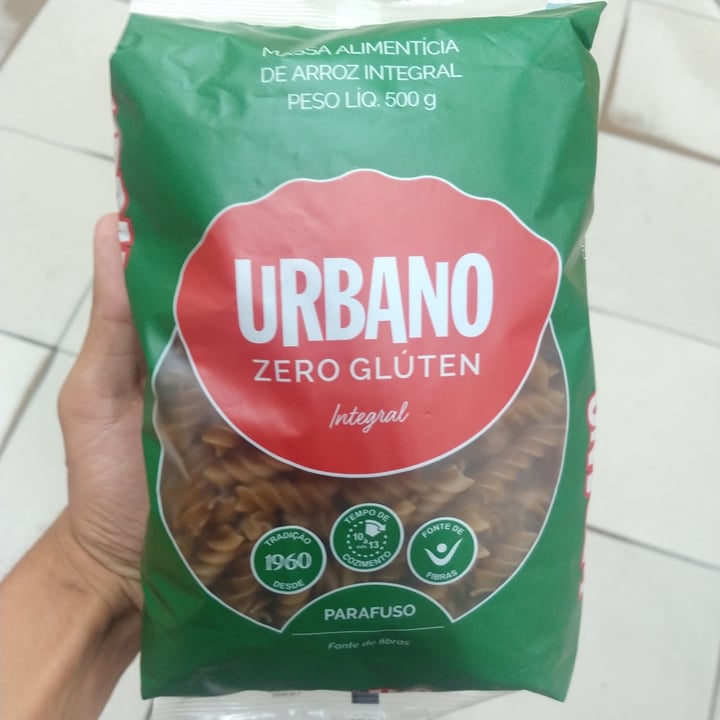 MASSA ALIMENTÍCIA
DE ARROZ INTEGRAL
PESO LÍQ. 500 g
URBANO
ZERO GLÚTEN
Integral
TRADIÇÃO
1960
DESDE
TEMPO DE
10 a 13
min.
COZIMENTO
FONTE DE
FIBRAS
PARAFUSO
Fonte de fibras